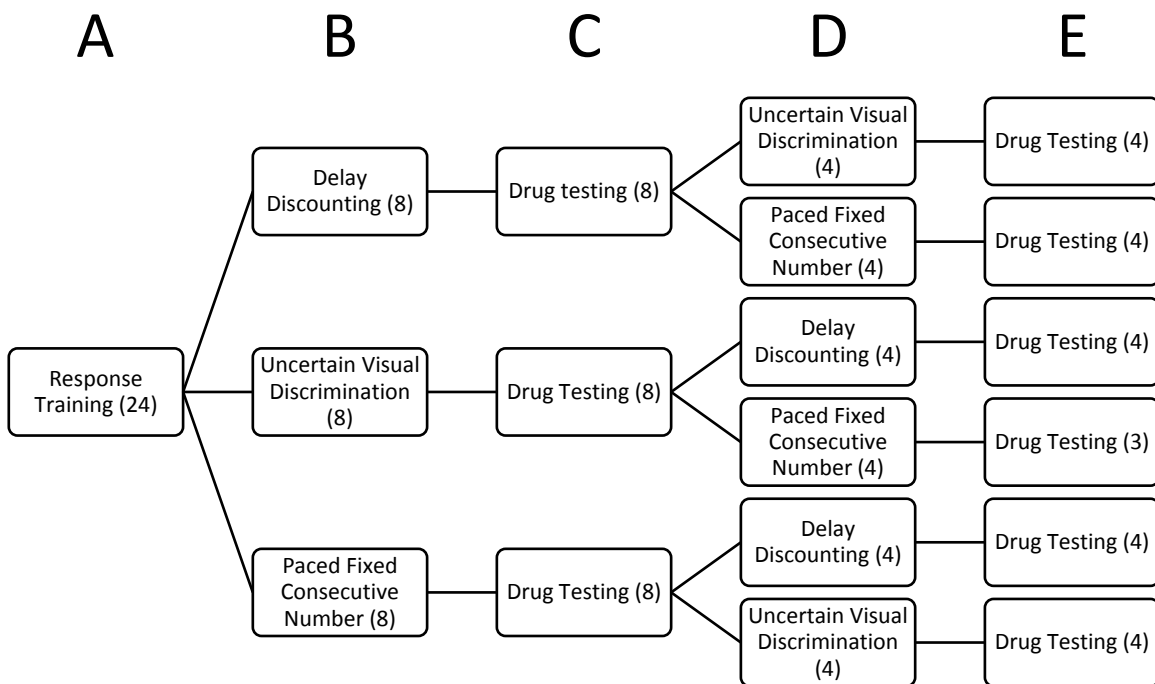 A
B
C
D
E
Response
Training (24)
Delay
Discounting (8)
Uncertain Visual
Discrimination
(8)
Paced Fixed
Consecutive
Number (8)
Drug testing (8)
Drug Testing (8)
Drug Testing (8)
Uncertain Visual
Discrimination
(4)
Paced Fixed
Consecutive
Number (4)
Delay
Discounting (4)
Paced Fixed
Consecutive
Number (4)
Delay
Discounting (4)
Uncertain Visual
Discrimination
(4)
Drug Testing (4)
Drug Testing (4)
Drug Testing (4)
Drug Testing (3)
Drug Testing (4)
Drug Testing (4)